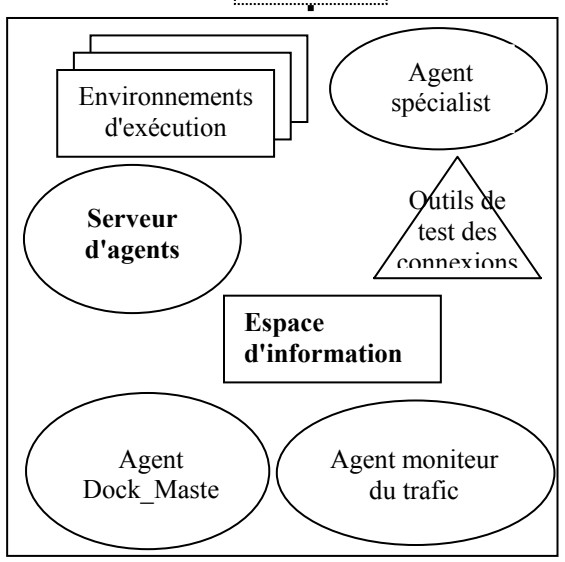 Environnements
d'exécution
Agent
spécialist
Serveur
d'agents
Outils de
test des
connexions
Espace
d'information
Agent
Dock_Maste
Agent moniteur
du trafic